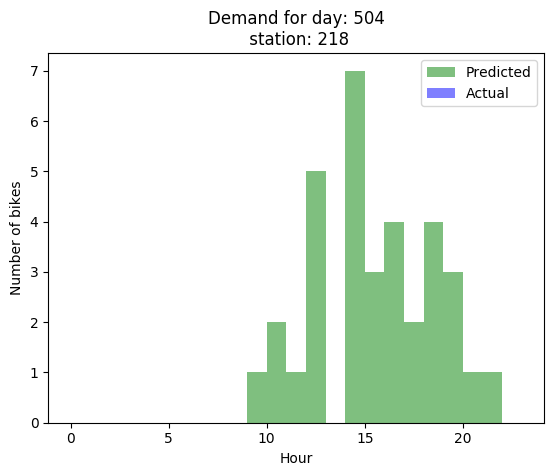 Demand for day: 504
station: 218
Predicted
Actual
Number of bikes
7
6
5
4
3
2
1
0
0 5 10 15 20
Hour